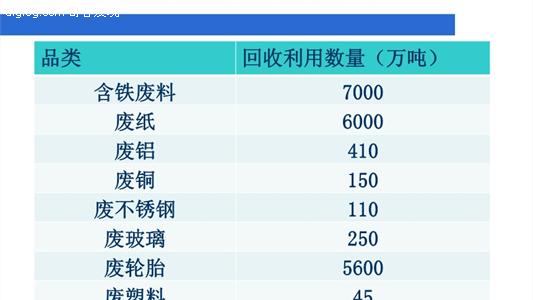 品类 回收利用数量（万吨）
含铁废料 7000
废纸 6000
废铝 410
废铜 150
废不锈钢 110
废玻璃 250
废轮胎 5600
废塑料 45